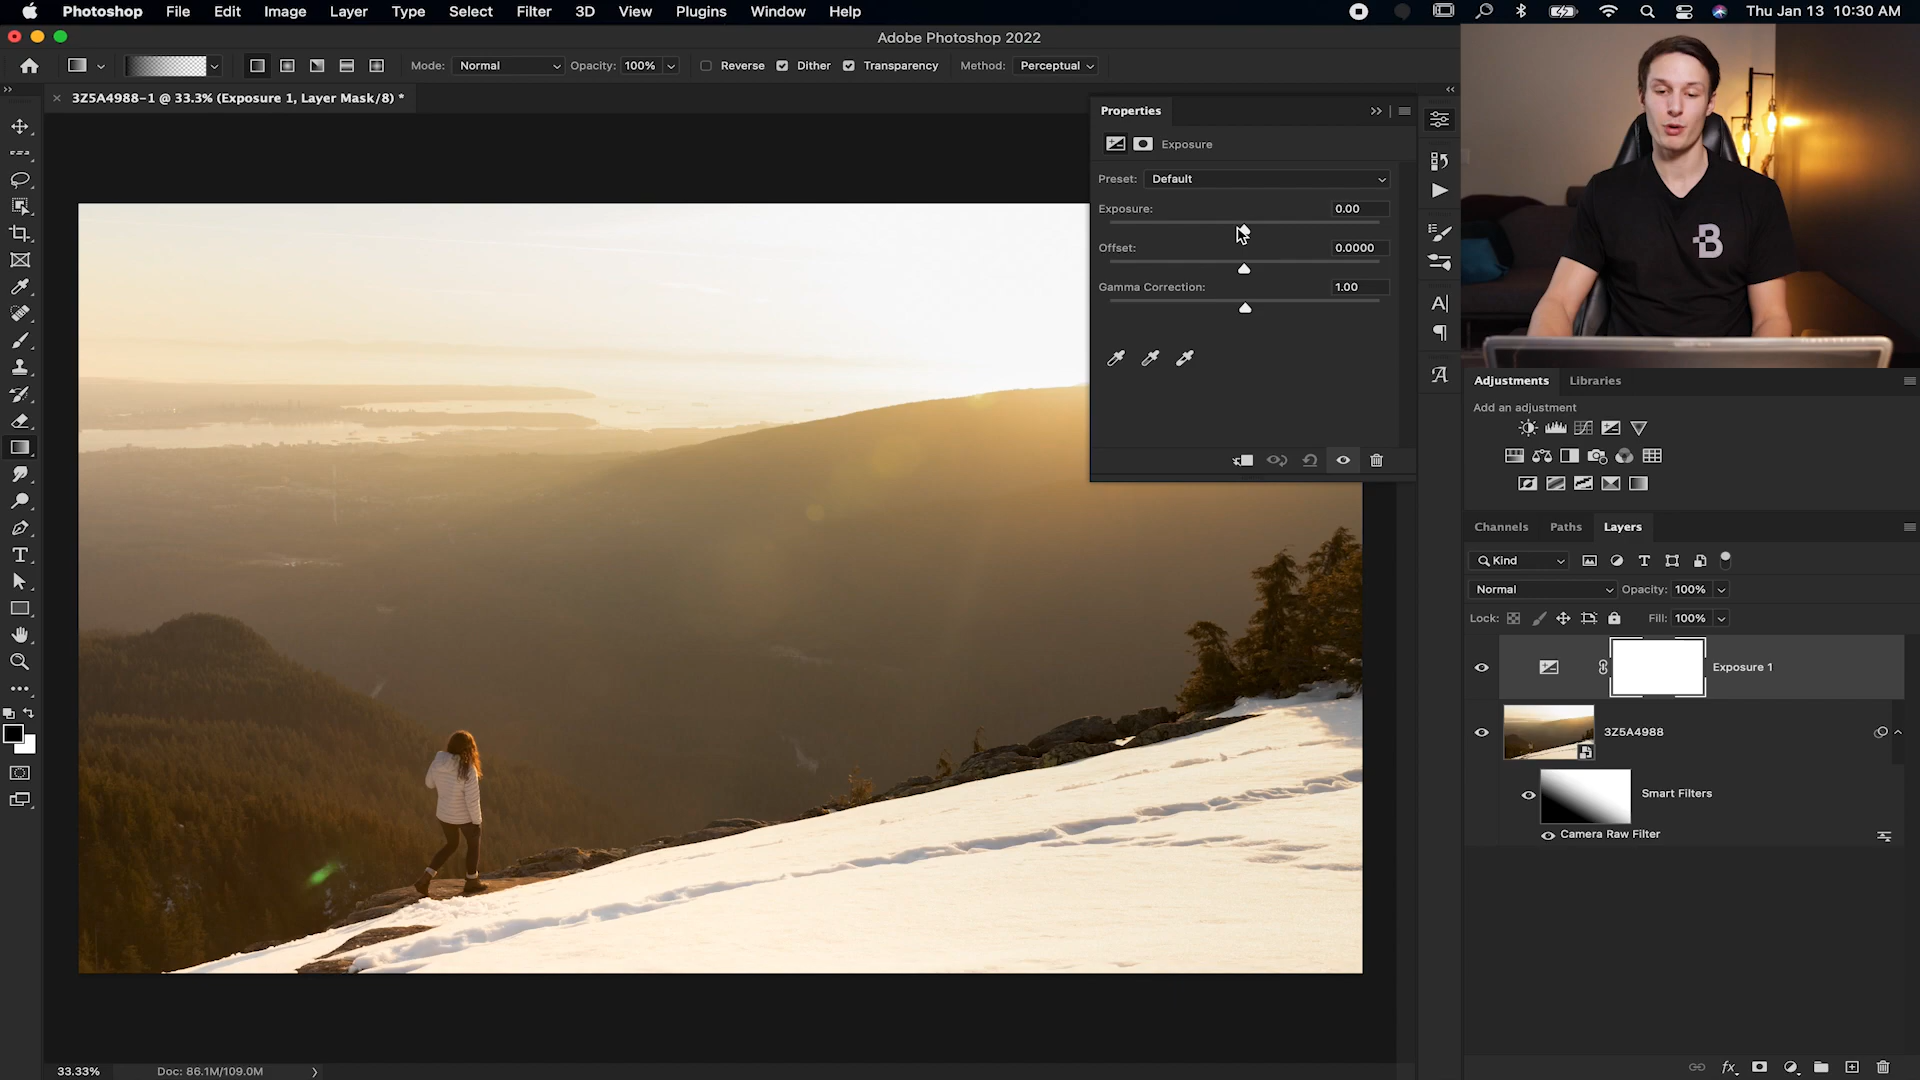 Photoshop File Edit Image Layer Type Select Filter 3D View Plugins Window Help Thu Jan 13 10:30 AM
Adobe Photoshop 2022
Mode: Normal Opacity: 100% Reverse Dither Transparency Method: Perceptual
3Z5A4988-1 @ 33.3% (Exposure 1, Layer Mask/8) *
Properties
Exposure
Preset: Default
Exposure: 0.00
Offset: 0.0000
Gamma Correction: 1.00
B
Adjustments Libraries
Add an adjustment
Channels Paths Layers
Kind
Normal Opacity: 100%
Lock: Fill: 100%
Exposure 1
3Z5A4988
Smart Filters
Camera Raw Filter
33.33% Doc: 86.1M/109.0M
fx